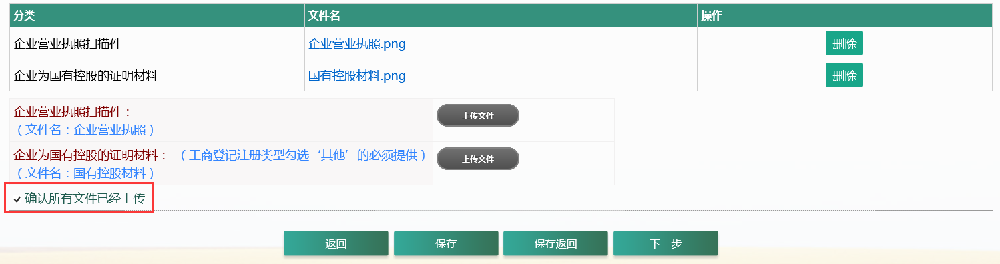 分类 文件名 操作
企业营业执照扫描件 企业营业执照.png 删除
企业为国有控股的证明材料 国有控股材料.png 删除
企业营业执照扫描件： 上传文件
（文件名：企业营业执照）
企业为国有控股的证明材料： （工商登记注册类型勾选‘其他’的必须提供） 上传文件
（文件名：国有控股材料）
确认所有文件已经上传
返回 保存 保存返回 下一步